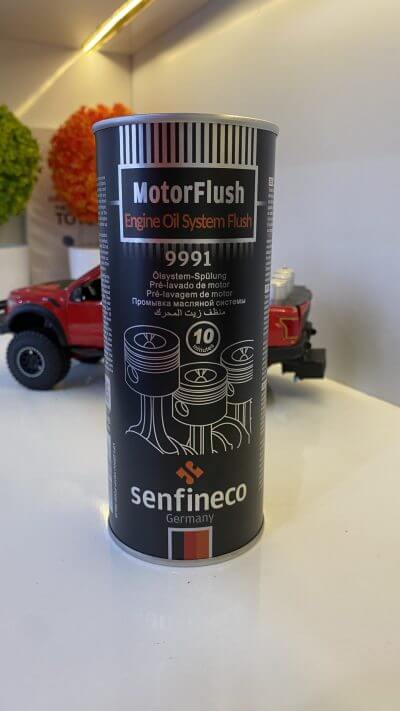 MotorFlush
Engine Oil System Flush
9991
Ölsystem-Spülung
Pré-lavado de motor
Pré-lavagem de motor
Промывка масляной системы
منظف زيت المحرك
10
minutes
senfineco
Germany